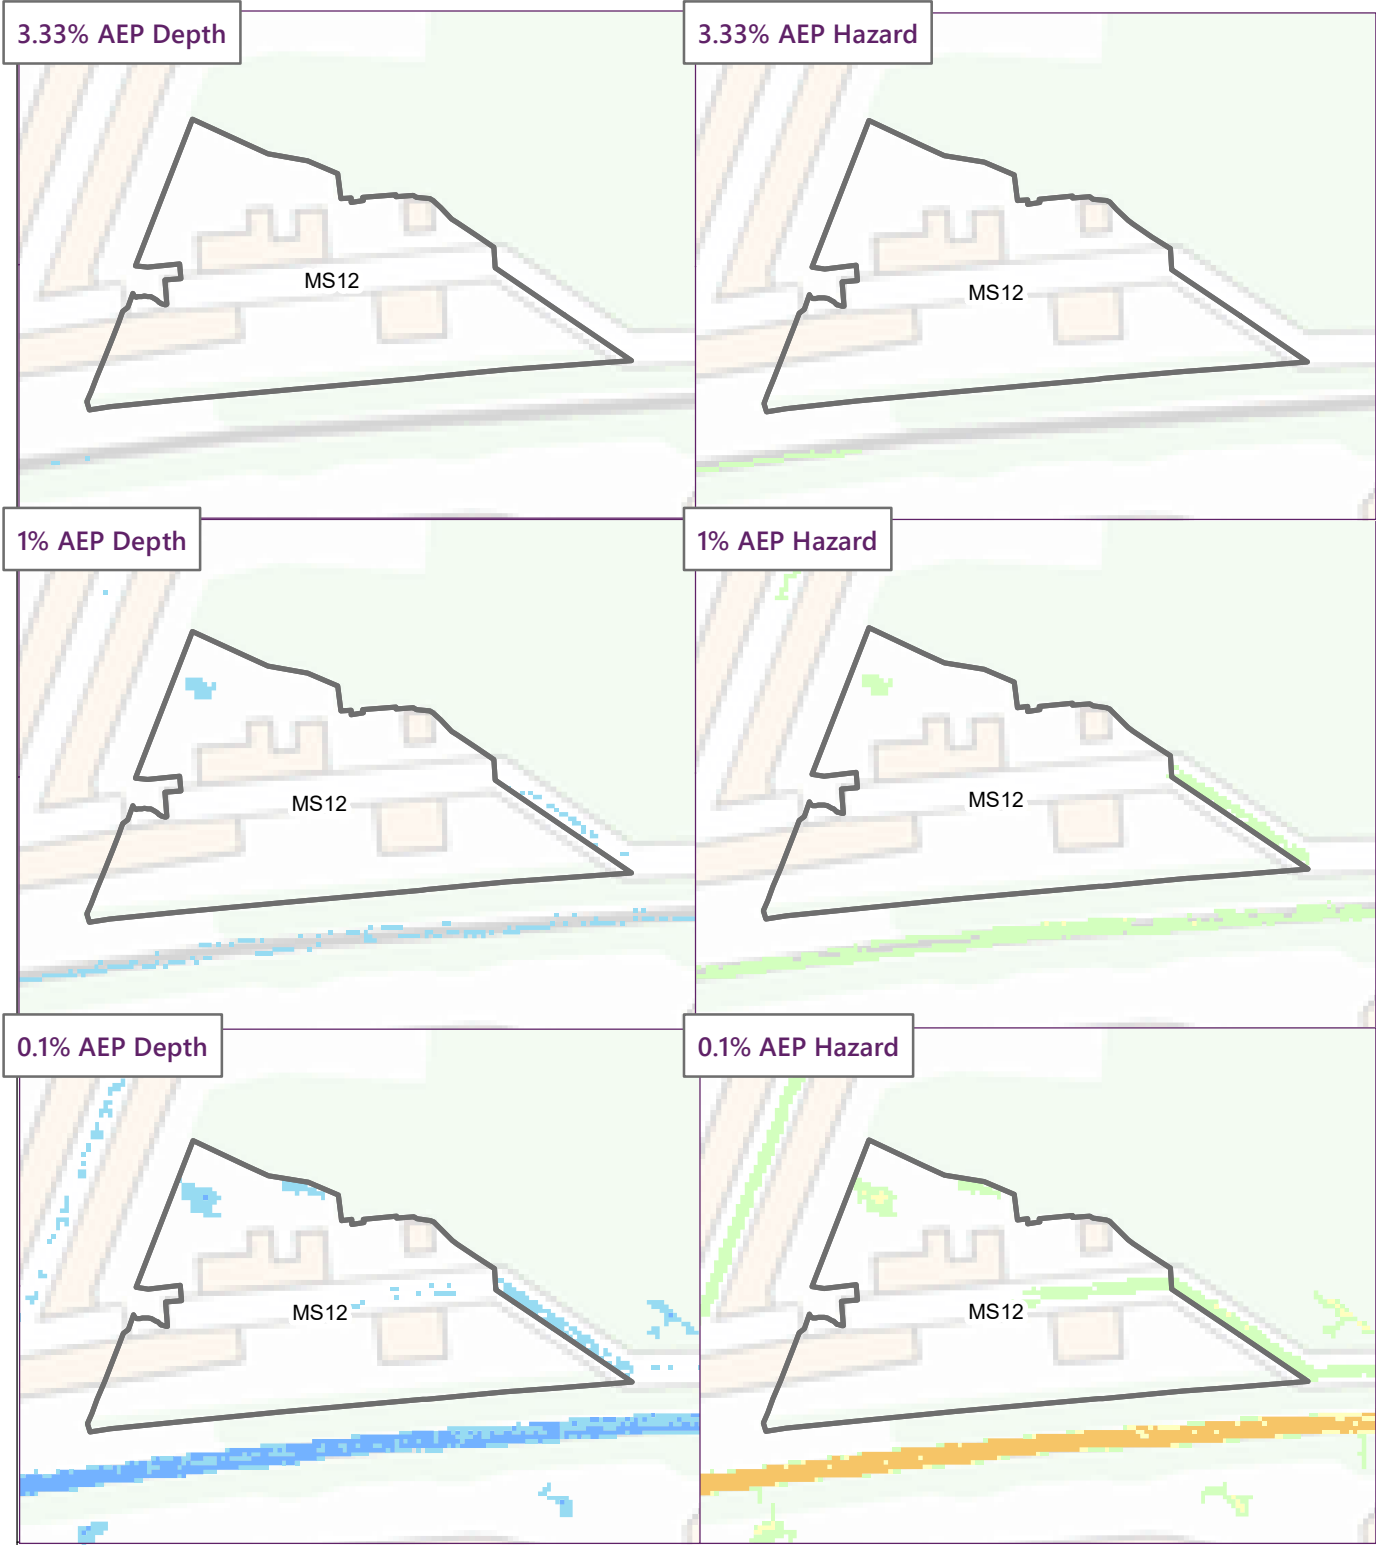 3.33% AEP Depth
3.33% AEP Hazard
MS12
MS12
1% AEP Depth
1% AEP Hazard
MS12
MS12
0.1% AEP Depth
0.1% AEP Hazard
MS12
MS12